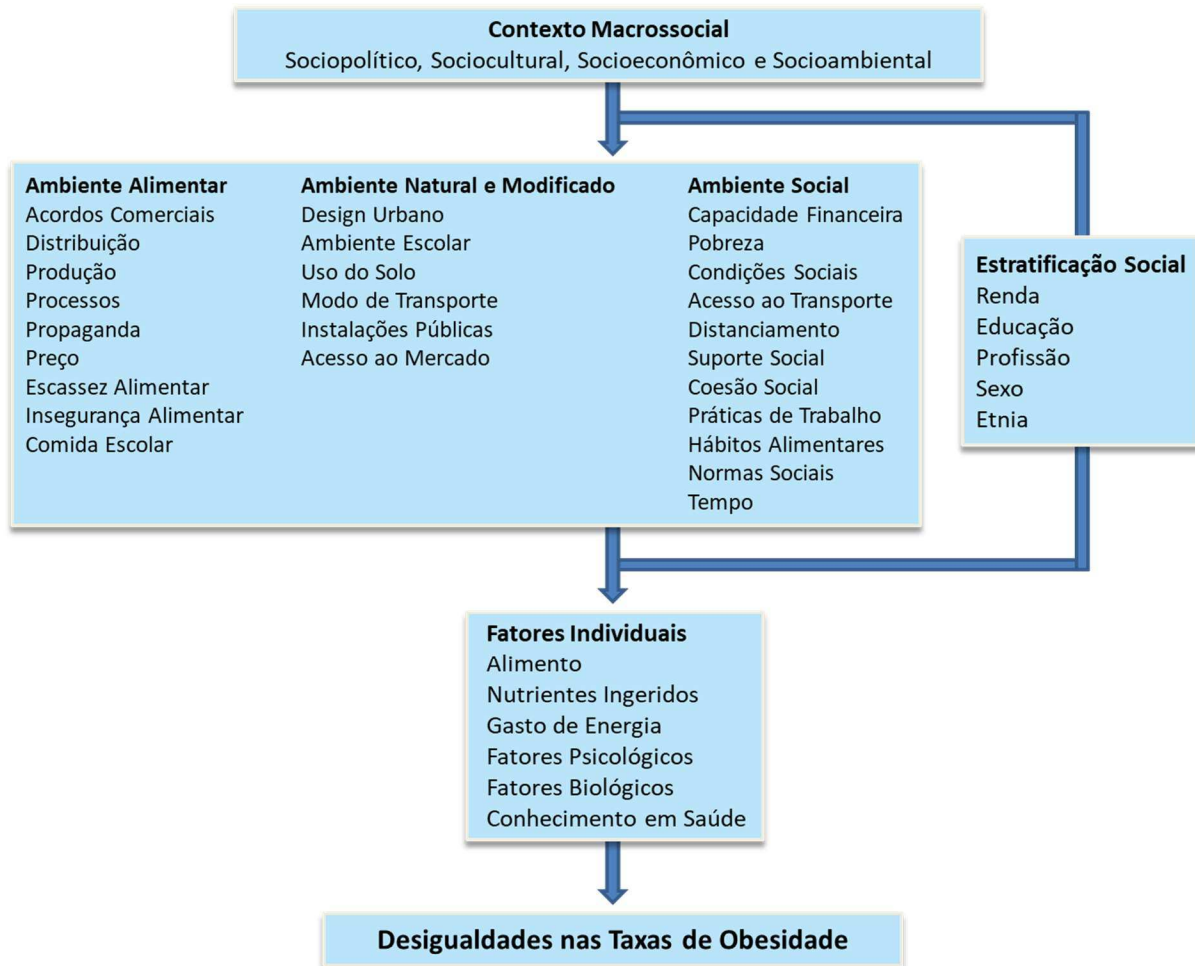 Contexto Macrossocial
Sociopolítico, Sociocultural, Socioeconômico e Socioambiental
Ambiente Alimentar
Acordos Comerciais
Distribuição
Produção
Processos
Propaganda
Preço
Escassez Alimentar
Insegurança Alimentar
Comida Escolar
Ambiente Natural e Modificado
Design Urbano
Ambiente Escolar
Uso do Solo
Modo de Transporte
Instalações Públicas
Acesso ao Mercado
Ambiente Social
Capacidade Financeira
Pobreza
Condições Sociais
Acesso ao Transporte
Distanciamento
Suporte Social
Coesão Social
Práticas de Trabalho
Hábitos Alimentares
Normas Sociais
Tempo
Estratificação Social
Renda
Educação
Profissão
Sexo
Etnia
Fatores Individuais
Alimento
Nutrientes Ingeridos
Gasto de Energia
Fatores Psicológicos
Fatores Biológicos
Conhecimento em Saúde
Desigualdades nas Taxas de Obesidade